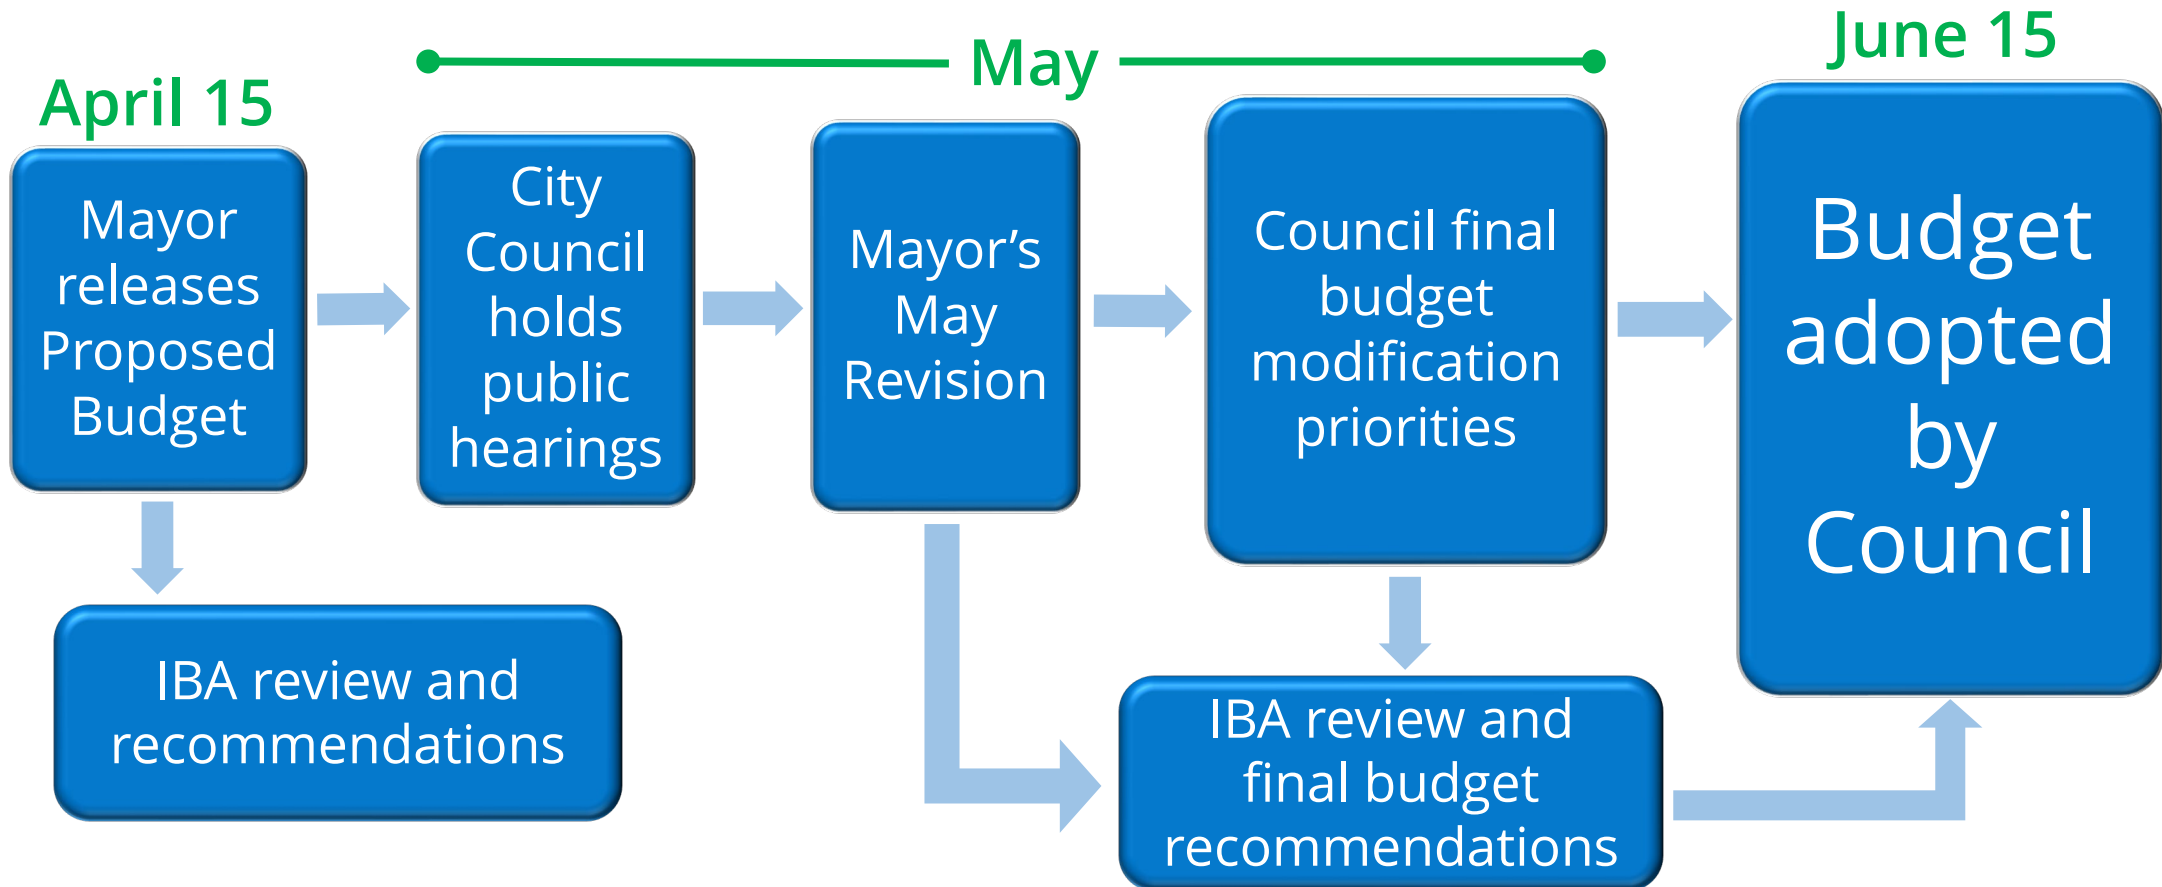 April 15
May
June 15
Mayor
releases
Proposed
Budget
City
Council
holds
public
hearings
Mayor’s
May
Revision
Council final
budget
modification
priorities
Budget
adopted
by
Council
IBA review and
recommendations
IBA review and
final budget
recommendations